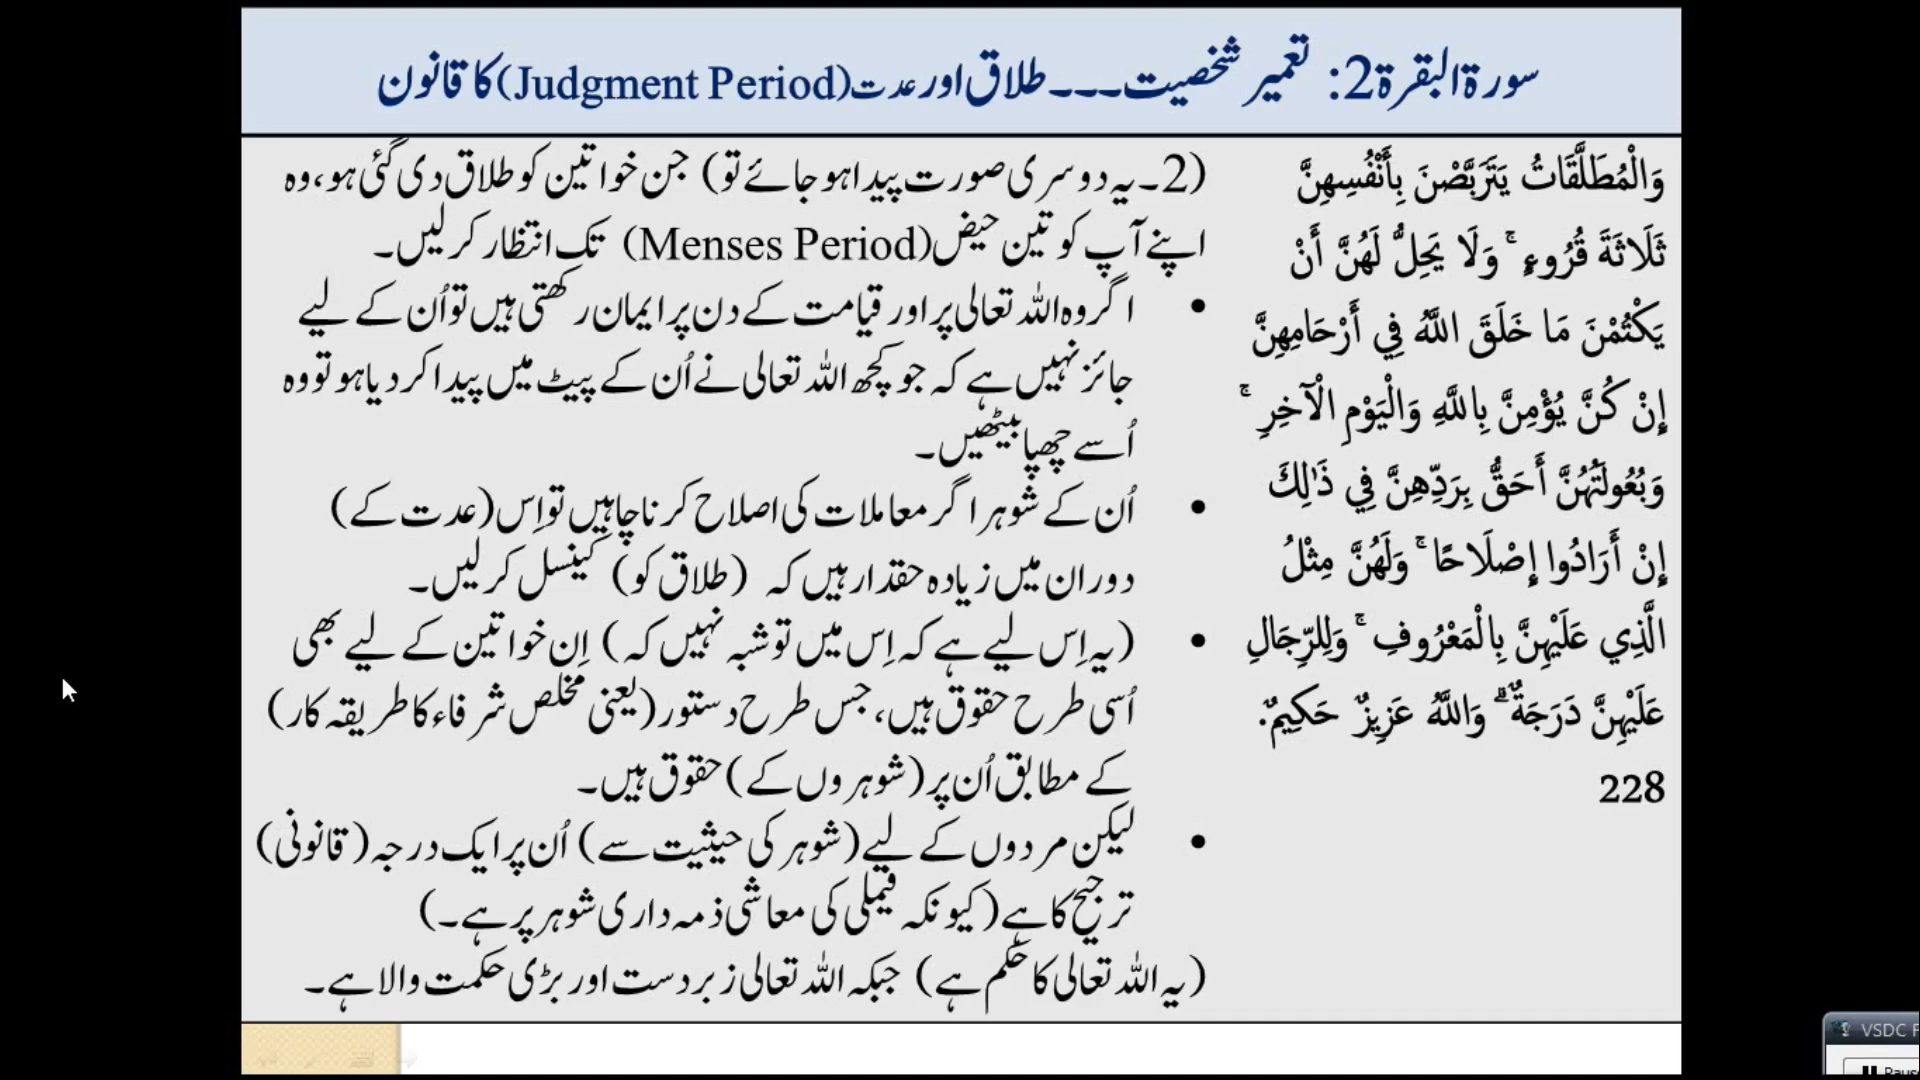 سورۃ البقرۃ 2: تعمیر شخصیت۔۔۔ طلاق اور عدت (Judgment Period) کا قانون
وَالْمُطَلَّقَاتُ يَتَرَبَّصْنَ بِأَنْفُسِهِنَّ
ثَلَاثَةَ قُرُوءٍ ۚ وَلَا يَحِلُّ لَهُنَّ أَنْ
يَكْتُمْنَ مَا خَلَقَ اللَّهُ فِي أَرْحَامِهِنَّ
إِنْ كُنَّ يُؤْمِنَّ بِاللَّهِ وَالْيَوْمِ الْآخِرِ ۚ
وَبُعُولَتُهُنَّ أَحَقُّ بِرَدِّهِنَّ فِي ذَٰلِكَ
إِنْ أَرَادُوا إِصْلَاحًا ۚ وَلَهُنَّ مِثْلُ
الَّذِي عَلَيْهِنَّ بِالْمَعْرُوفِ ۚ وَلِلرِّجَالِ
عَلَيْهِنَّ دَرَجَةٌ ۗ وَاللَّهُ عَزِيزٌ حَكِيمٌ.
228
(2۔ یہ دوسری صورت پیدا ہو جائے تو) جن خواتین کو طلاق دی گئی ہو، وہ
اپنے آپ کو تین حیض (Menses Period) تک انتظار کر لیں۔
• اگر وہ اللہ تعالی پر اور قیامت کے دن پر ایمان رکھتی ہیں تو اُن کے لیے
جائز نہیں ہے کہ جو کچھ اللہ تعالی نے اُن کے پیٹ میں پیدا کر دیا ہو تو وہ
اُسے چھپا بیٹھیں۔
• اُن کے شوہر اگر معاملات کی اصلاح کرنا چاہیں تو اِس (عدت کے)
دوران میں زیادہ حقدار ہیں کہ (طلاق کو) کینسل کر لیں۔
• (یہ اِس لیے ہے کہ اِس میں تو شبہ نہیں کہ) اِن خواتین کے لیے بھی
اُسی طرح حقوق ہیں، جس طرح دستور (یعنی مخلص شرفاء کا طریقہ کار)
کے مطابق اُن پر (شوہروں کے) حقوق ہیں۔
• لیکن مردوں کے لیے (شوہر کی حیثیت سے) اُن پر ایک درجہ (قانونی)
ترجیح کا ہے (کیونکہ فیملی کی معاشی ذمہ داری شوہر پر ہے۔)
(یہ اللہ تعالی کا حکم ہے) جبکہ اللہ تعالی زبردست اور بڑی حکمت والا ہے۔
VSDC F